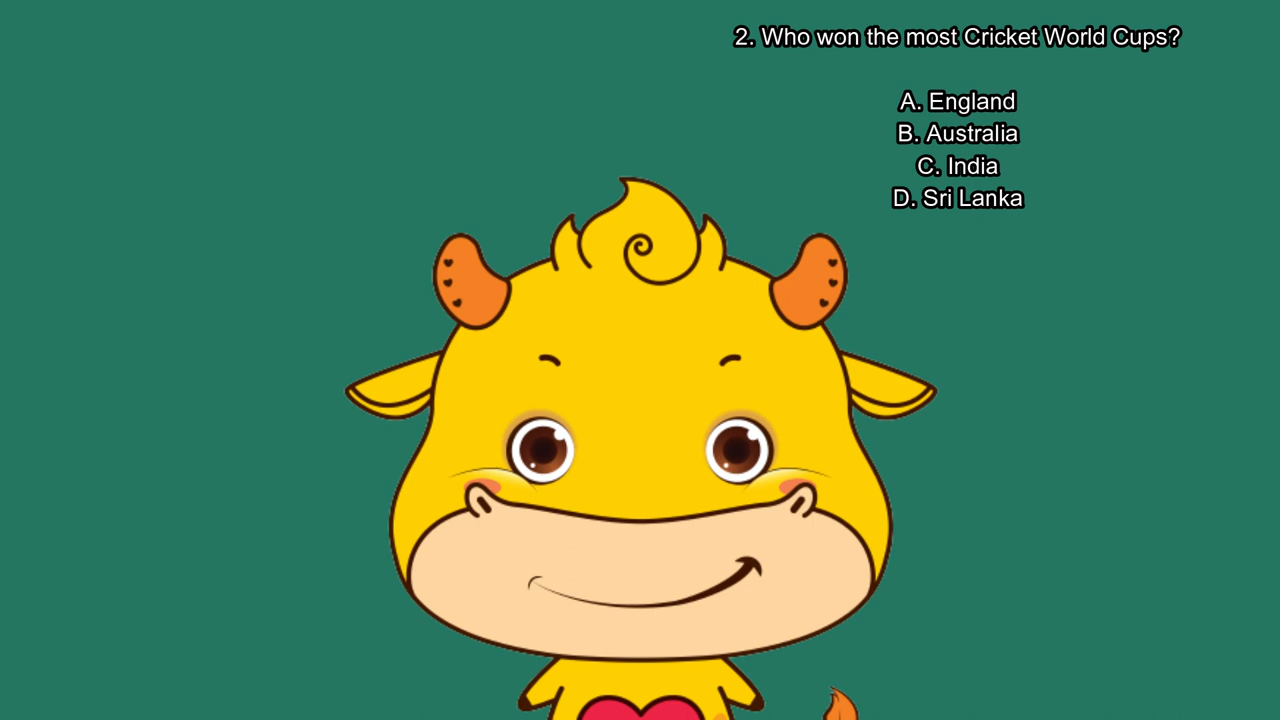 2. Who won the most Cricket World Cups?
A. England
B. Australia
C. India
D. Sri Lanka